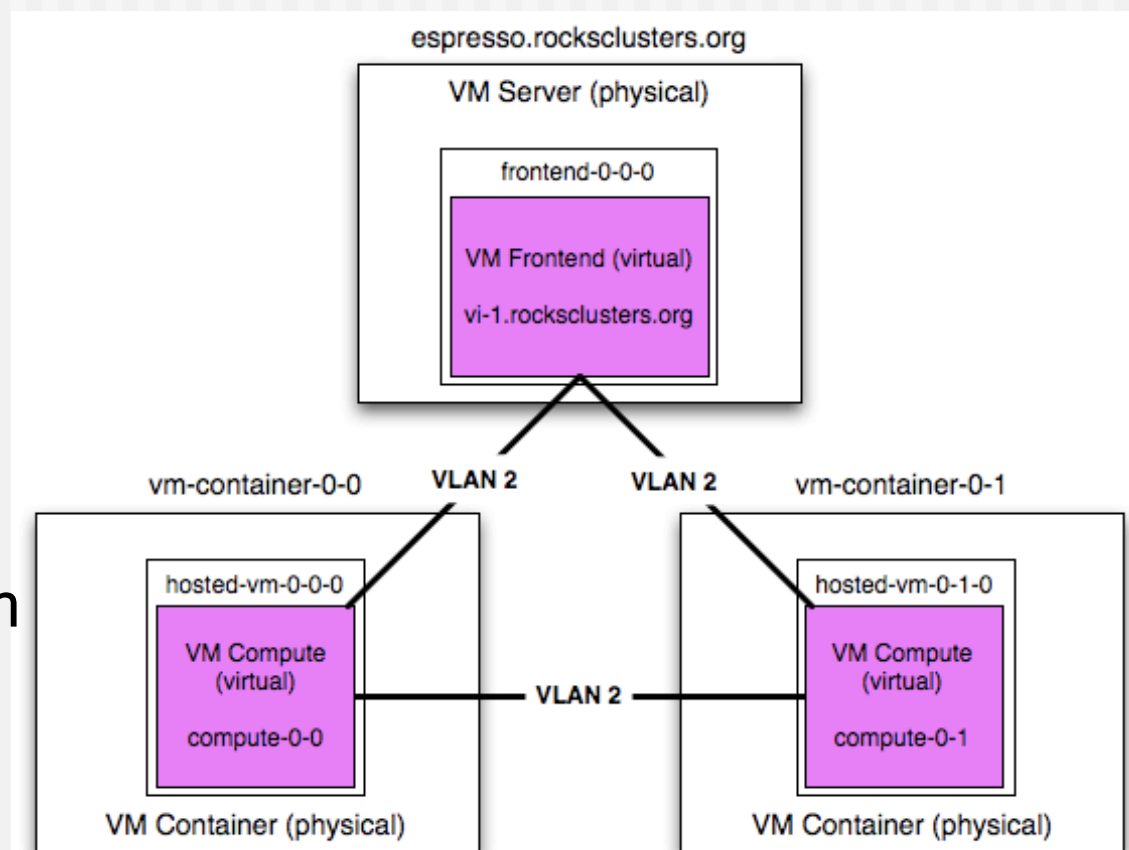 espresso.rocksclusters.org
VM Server (physical)
frontend-0-0-0
VM Frontend (virtual)
vi-1.rocksclusters.org
VLAN 2
VLAN 2
vm-container-0-0
vm-container-0-1
hosted-vm-0-0-0
hosted-vm-0-1-0
n
VM Compute
(virtual)
compute-0-0
VLAN 2
VM Compute
(virtual)
compute-0-1
VM Container (physical)
VM Container (physical)